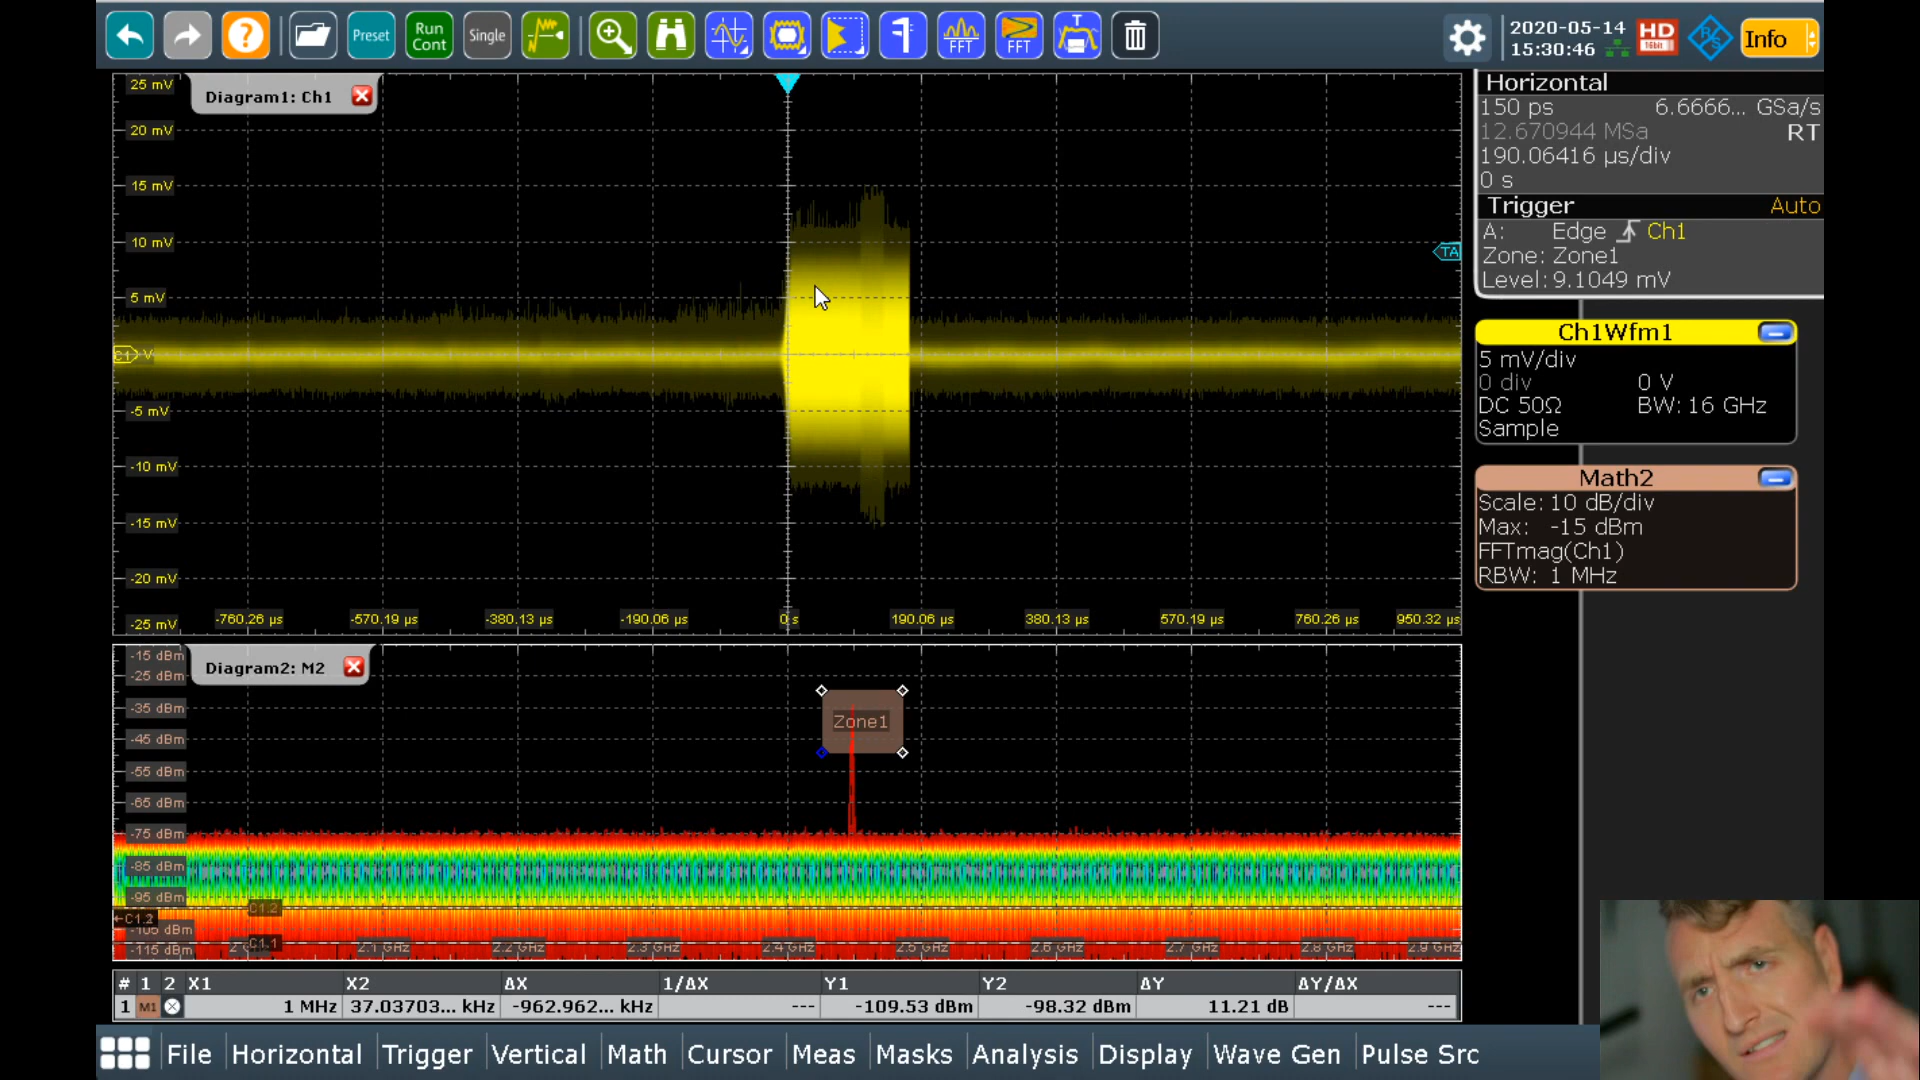 Preset
Run
Cont
Single
FFT
FFT
T
2020-05-14
15:30:46
HD
16bit
R&S
Info
Diagram1: Ch1
25 mV
20 mV
15 mV
10 mV
5 mV
C1 V
-5 mV
-10 mV
-15 mV
-20 mV
-25 mV
TA
-760.26 µs
-570.19 µs
-380.13 µs
-190.06 µs
0 s
190.06 µs
380.13 µs
570.19 µs
760.26 µs
950.32 µs
Horizontal
150 ps 6.6666... GSa/s
12.670944 MSa RT
190.06416 µs/div
0 s
Trigger Auto
A: Edge Ch1
Zone: Zone1
Level: 9.1049 mV
Ch1Wfm1
5 mV/div
0 div 0 V
DC 50Ω BW: 16 GHz
Sample
Math2
Scale: 10 dB/div
Max: -15 dBm
FFTmag(Ch1)
RBW: 1 MHz
Diagram2: M2
-15 dBm
-25 dBm
-35 dBm
-45 dBm
-55 dBm
-65 dBm
-75 dBm
-85 dBm
-95 dBm
-105 dBm
-115 dBm
Zone1
C1.2
C1.2
C1.1
2.1 GHz
2.2 GHz
2.3 GHz
2.4 GHz
2.5 GHz
2.6 GHz
2.7 GHz
2.8 GHz
2.9 GHz
# 1 2 X1 X2 ΔX 1/ΔX Y1 Y2 ΔY ΔY/ΔX
1 M1 1 MHz 37.03703... kHz -962.962... kHz --- -109.53 dBm -98.32 dBm 11.21 dB ---
File Horizontal Trigger Vertical Math Cursor Meas Masks Analysis Display Wave Gen Pulse Src